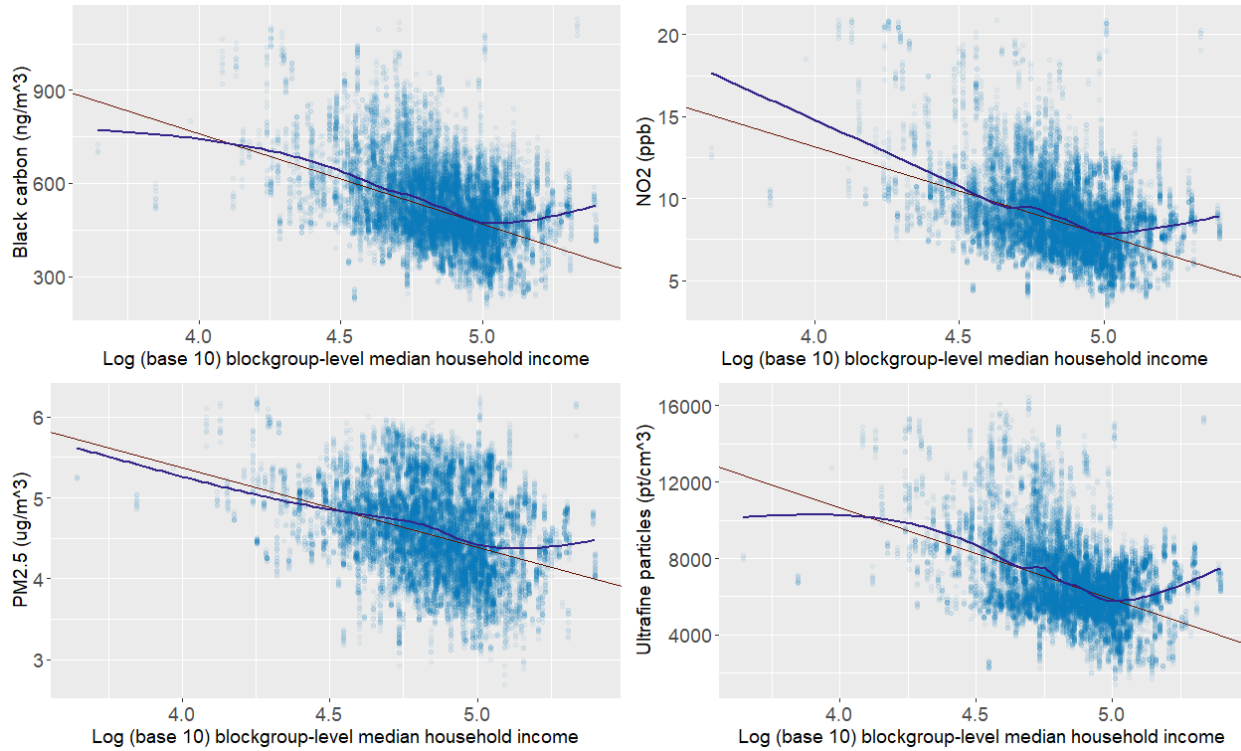 Black carbon (ng/m^3)
900
600
300
4.0 4.5 5.0
Log (base 10) blockgroup-level median household income
NO2 (ppb)
20
15
10
5
4.0 4.5 5.0
Log (base 10) blockgroup-level median household income
PM2.5 (ug/m^3)
6
5
4
3
4.0 4.5 5.0
Log (base 10) blockgroup-level median household income
Ultrafine particles (pt/cm^3)
16000
12000
8000
4000
4.0 4.5 5.0
Log (base 10) blockgroup-level median household income